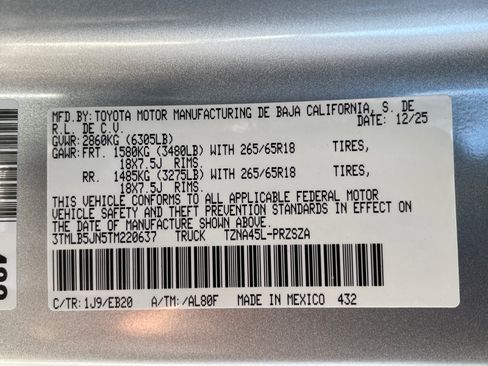 MFD.BY:TOYOTA MOTOR MANUFACTURING DE BAJA CALIFORNIA, S. DE
R.L. DE C.V. DATE: 12/25
GVWR:2860KG (6305LB)
GAWR:FRT. 1580KG (3480LB) WITH 265/65R18 TIRES,
18X7.5J RIMS.
RR. 1485KG (3275LB) WITH 265/65R18 TIRES,
18X7.5J RIMS.
THIS VEHICLE CONFORMS TO ALL APPLICABLE FEDERAL MOTOR
VEHICLE SAFETY AND THEFT PREVENTION STANDARDS IN EFFECT ON
THE DATE OF MANUFACTURE SHOWN ABOVE.
3TMLB5JN5TM220637 TRUCK TZNA45L-PRZSZA
C/TR: 1J9/EB20 A/TM:/AL80F MADE IN MEXICO 432